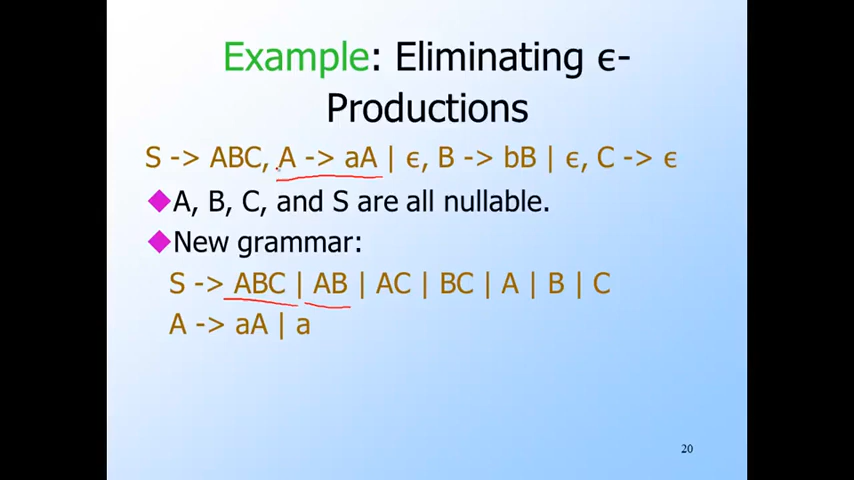 Example: Eliminating ϵ-
Productions
S -> ABC, A -> aA | ϵ, B -> bB | ϵ, C -> ϵ
A, B, C, and S are all nullable.
New grammar:
S -> ABC | AB | AC | BC | A | B | C
A -> aA | a
20